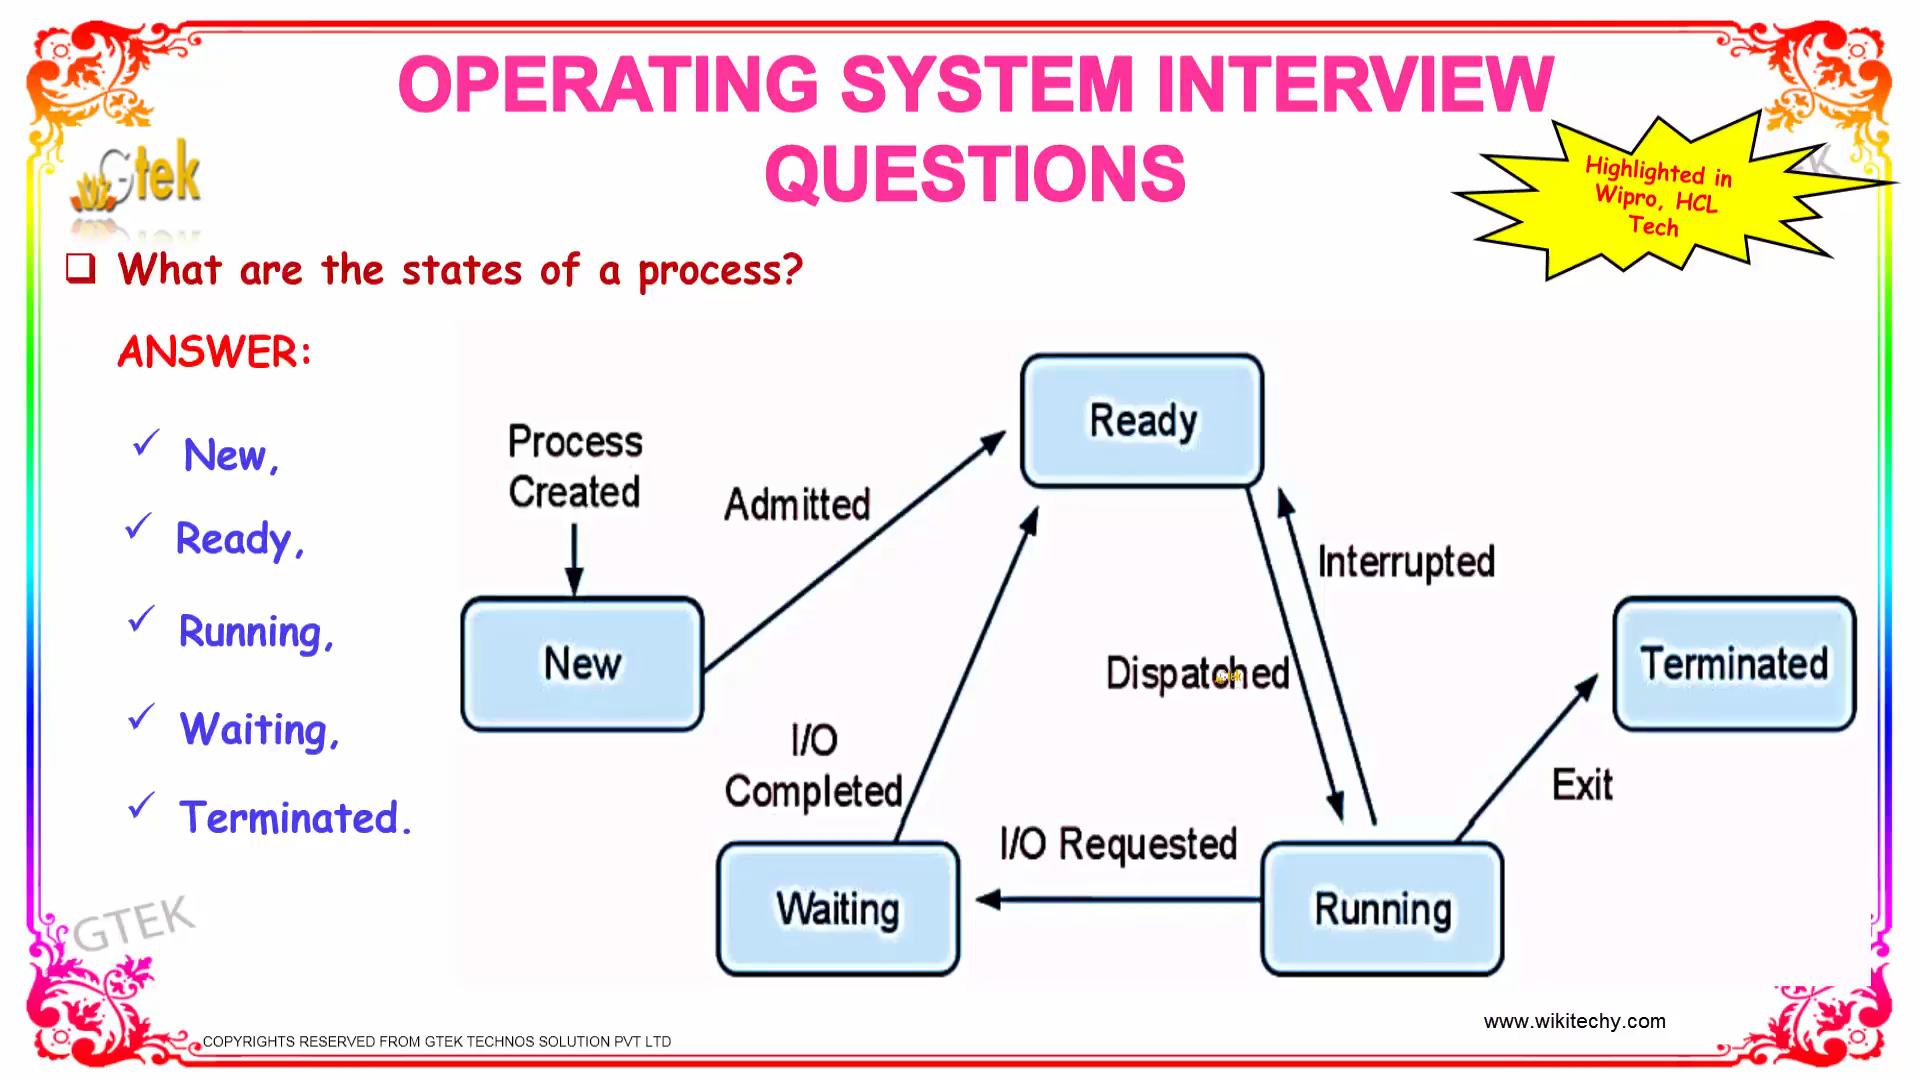 OPERATING SYSTEM INTERVIEW
QUESTIONS
Gtek
Highlighted in
Wipro, HCL
Tech
What are the states of a process?
ANSWER:
New,
Ready,
Running,
Waiting,
Terminated.
Process
Created
Admitted
Ready
New
Interrupted
Dispatched
Terminated
I/O
Completed
I/O Requested
Exit
Waiting
Running
GTEK
www.wikitechy.com
COPYRIGHTS RESERVED FROM GTEK TECHNOS SOLUTION PVT LTD